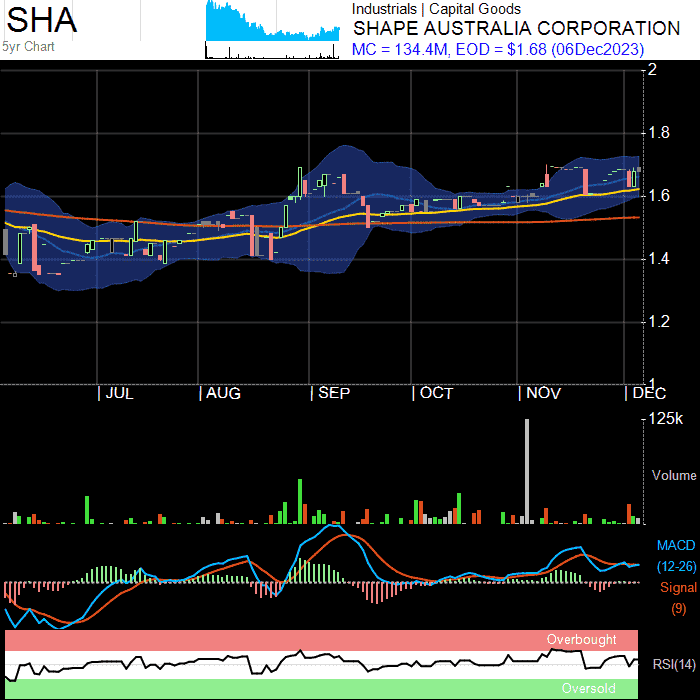 SHA
5yr Chart
Industrials | Capital Goods
SHAPE AUSTRALIA CORPORATION
MC = 134.4M, EOD = $1.68 (06Dec2023)
2
1.8
1.6
1.4
1.2
1
| JUL | AUG | SEP | OCT | NOV | DEC
125k
Volume
MACD
(12-26)
Signal
(9)
Overbought
RSI(14)
Oversold